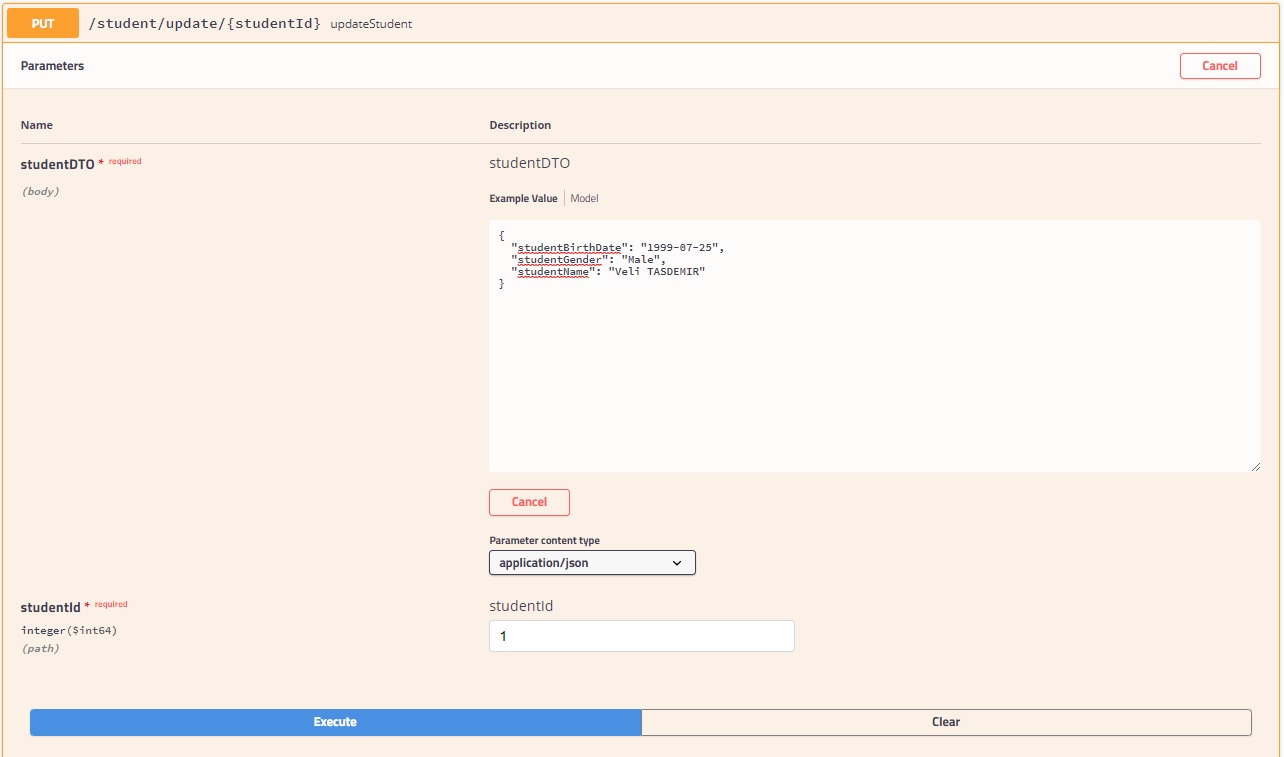 PUT /student/update/{studentId} updateStudent
Parameters Cancel
Name Description
studentDTO * required studentDTO
(body)
Example Value Model
{
"studentBirthDate": "1999-07-25",
"studentGender": "Male",
"studentName": "Veli TASDEMIR"
}
Cancel
Parameter content type
application/json
studentId * required studentId
integer($int64)
1
(path)
Execute Clear